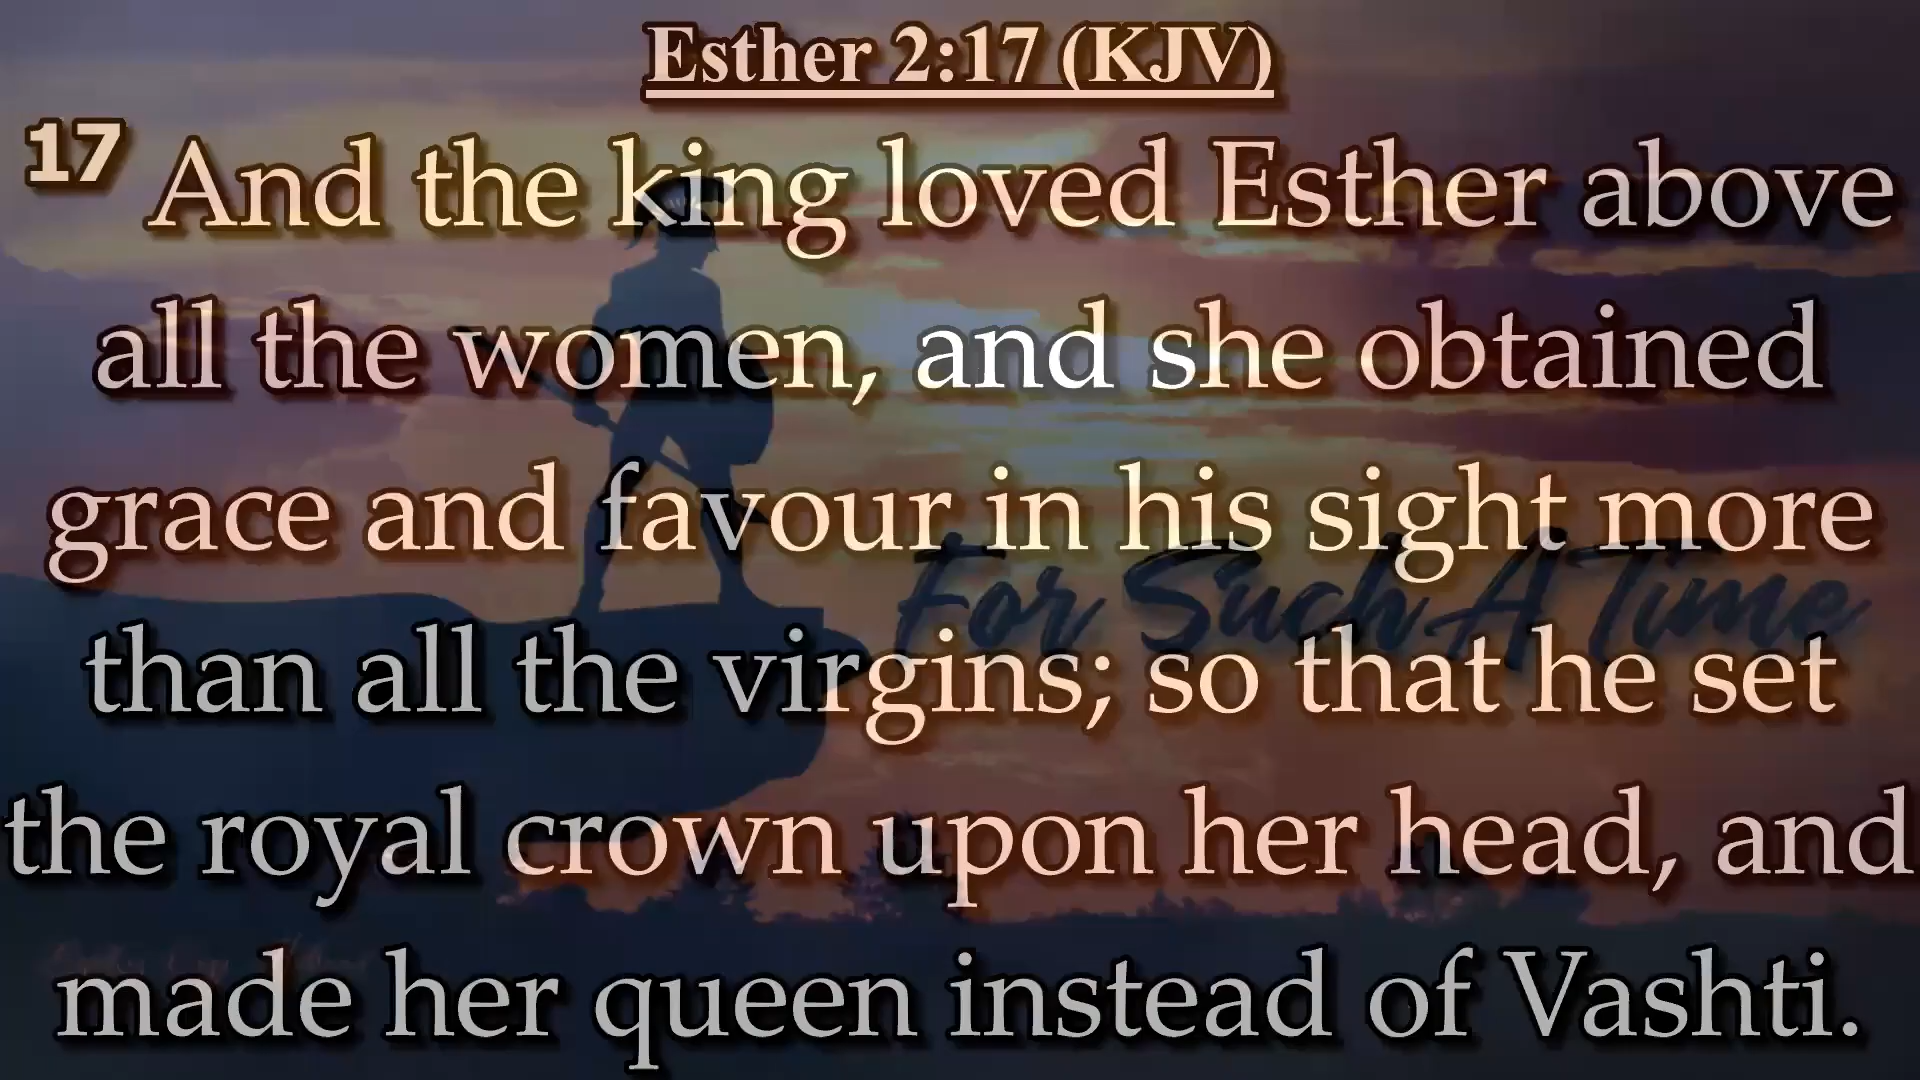 Esther 2:17 (KJV)
17 And the king loved Esther above
all the women, and she obtained
grace and favour in his sight more
For Such A Time
than all the virgins; so that he set
the royal crown upon her head, and
made her queen instead of Vashti.